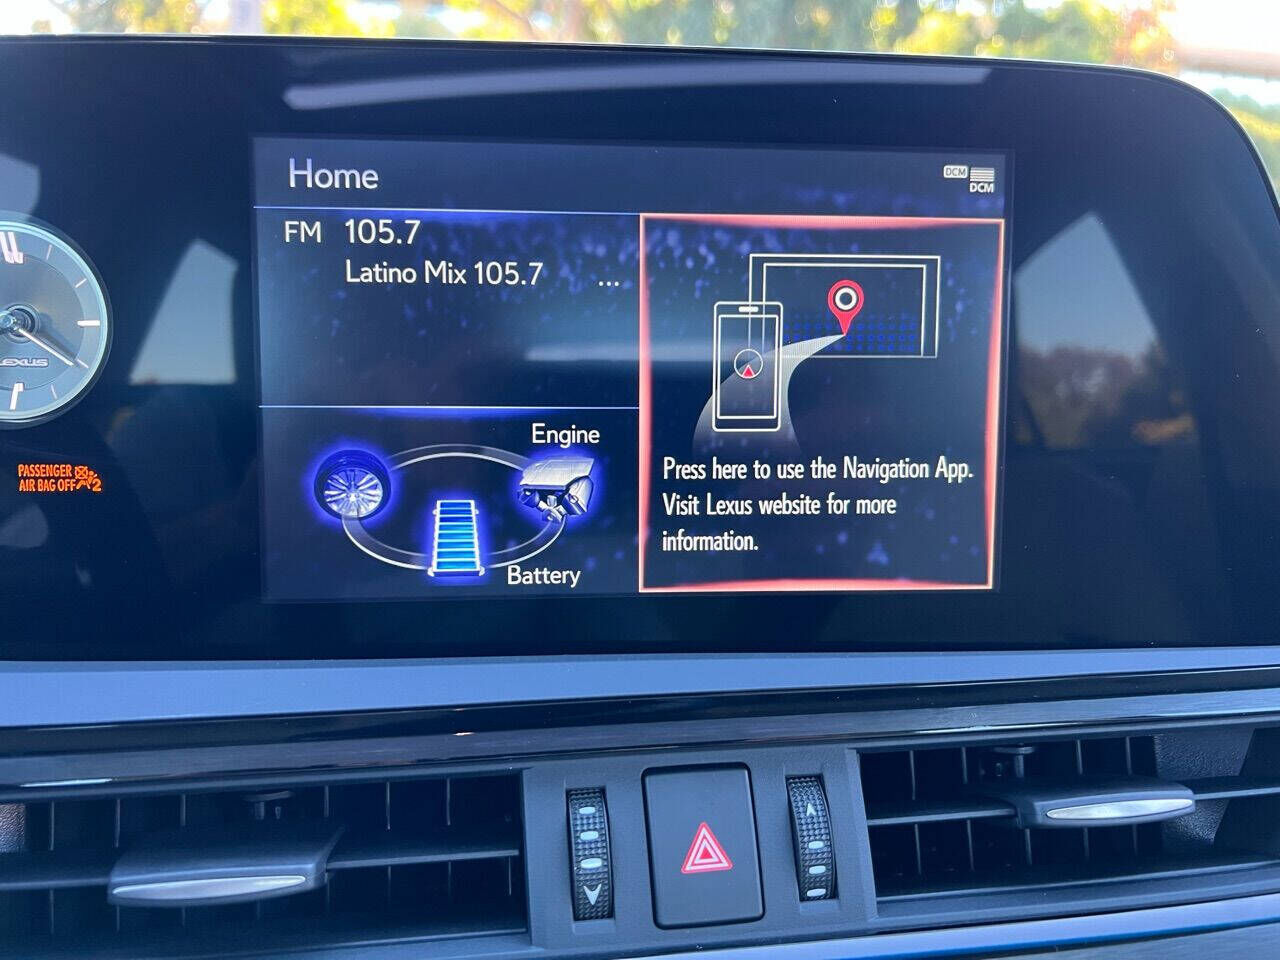 Home
DCM
DCM
FM 105.7
Latino Mix 105.7 ...
LEXUS
Engine
PASSENGER
AIR BAG OFF 2
Battery
Press here to use the Navigation App.
Visit Lexus website for more
information.